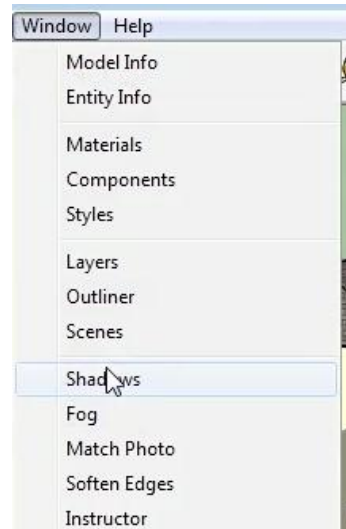 Window Help
Model Info
Entity Info
Materials
Components
Styles
Layers
Outliner
Scenes
Shadows
Fog
Match Photo
Soften Edges
Instructor